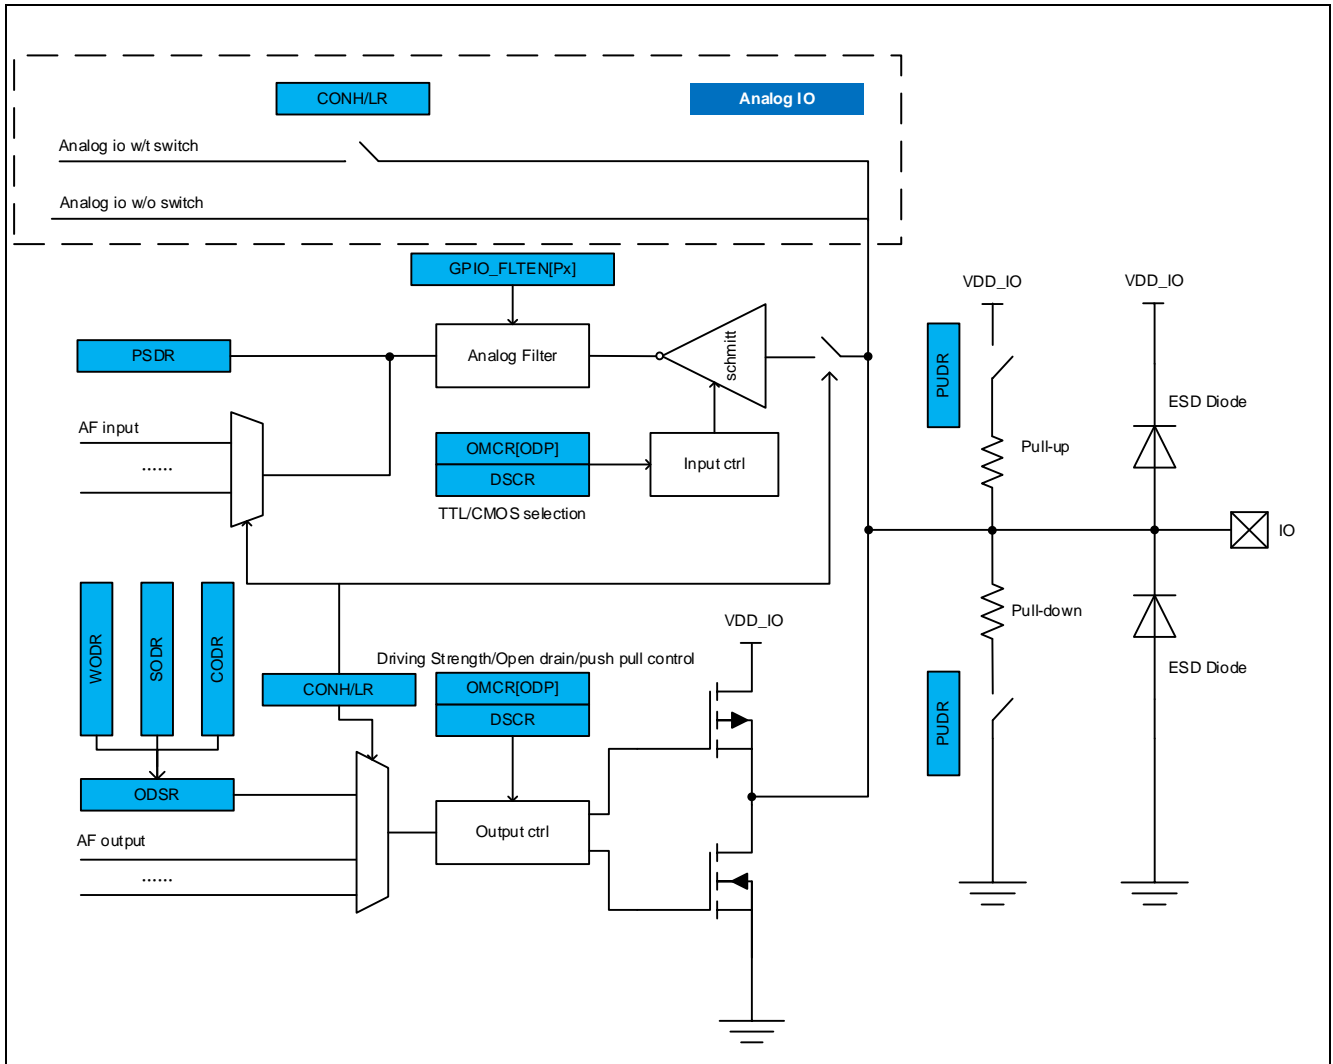 CONH/LR
Analog IO
Analog io w/t switch
Analog io w/o switch
GPIO_FLTEN[Px]
VDD_IO
VDD_IO
PSDR
Analog Filter
schmitt
PUDR
ESD Diode
AF input
......
OMCR[ODP]
DSCR
Input ctrl
Pull-up
TTL/CMOS selection
IO
WODR
SODR
CODR
Pull-down
VDD_IO
Driving Strength/Open drain/push pull control
ESD Diode
CONH/LR
OMCR[ODP]
DSCR
PUDR
ODSR
Output ctrl
AF output
......